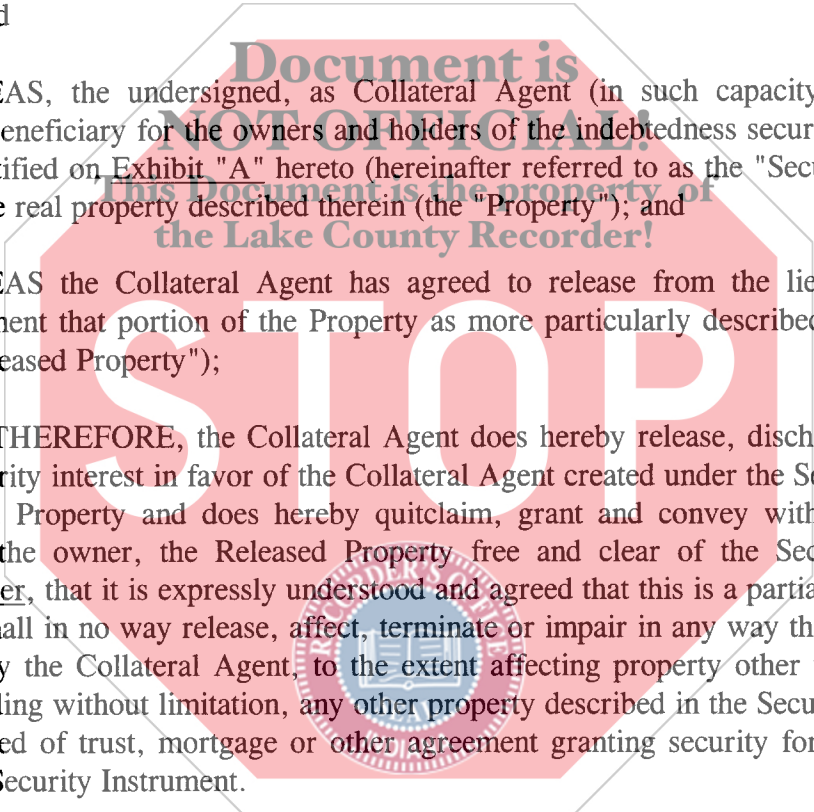 d
Document is
EAS, the undersigned, as Collateral Agent (in such capacity
NOT OFFICIAL!
eneficiary for the owners and holders of the indebtedness secur
tified on Exhibit "A" hereto (hereinafter referred to as the "Secu
This Document is the property of
e real property described therein (the "Property"); and
the Lake County Recorder!
EAS the Collateral Agent has agreed to release from the lie
nent that portion of the Property as more particularly described
eased Property");
STOP
THEREFORE, the Collateral Agent does hereby release, disch
rity interest in favor of the Collateral Agent created under the Se
Property and does hereby quitclaim, grant and convey with
the owner, the Released Property free and clear of the Sec
er, that it is expressly understood and agreed that this is a partia
RECORDER'S OFFICE
all in no way release, affect, terminate or impair in any way th
y the Collateral Agent, to the extent affecting property other
ling without limitation, any other property described in the Secu
ed of trust, mortgage or other agreement granting security for
Security Instrument.